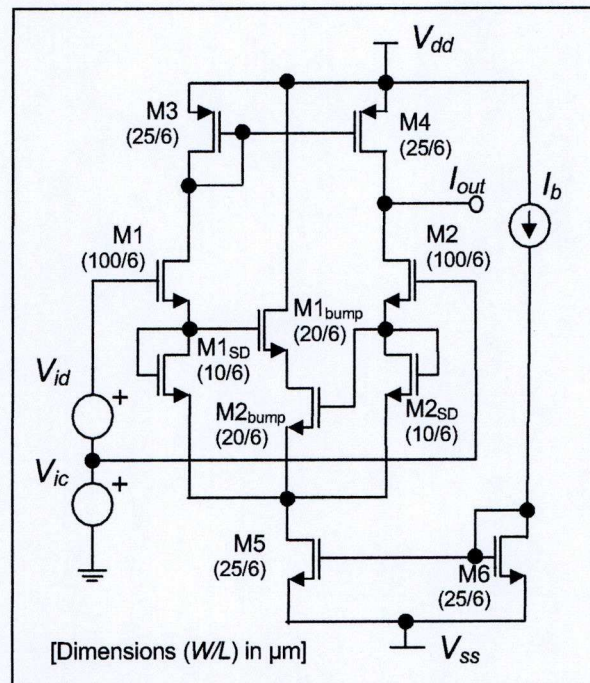 V_dd
M3
(25/6)
M4
(25/6)
I_out
I_b
M1
(100/6)
M2
(100/6)
M1_bump
(20/6)
M1_SD
(10/6)
M2_bump
(20/6)
M2_SD
(10/6)
V_id
+
V_ic
+
M5
(25/6)
M6
(25/6)
V_ss
[Dimensions (W/L) in μm]